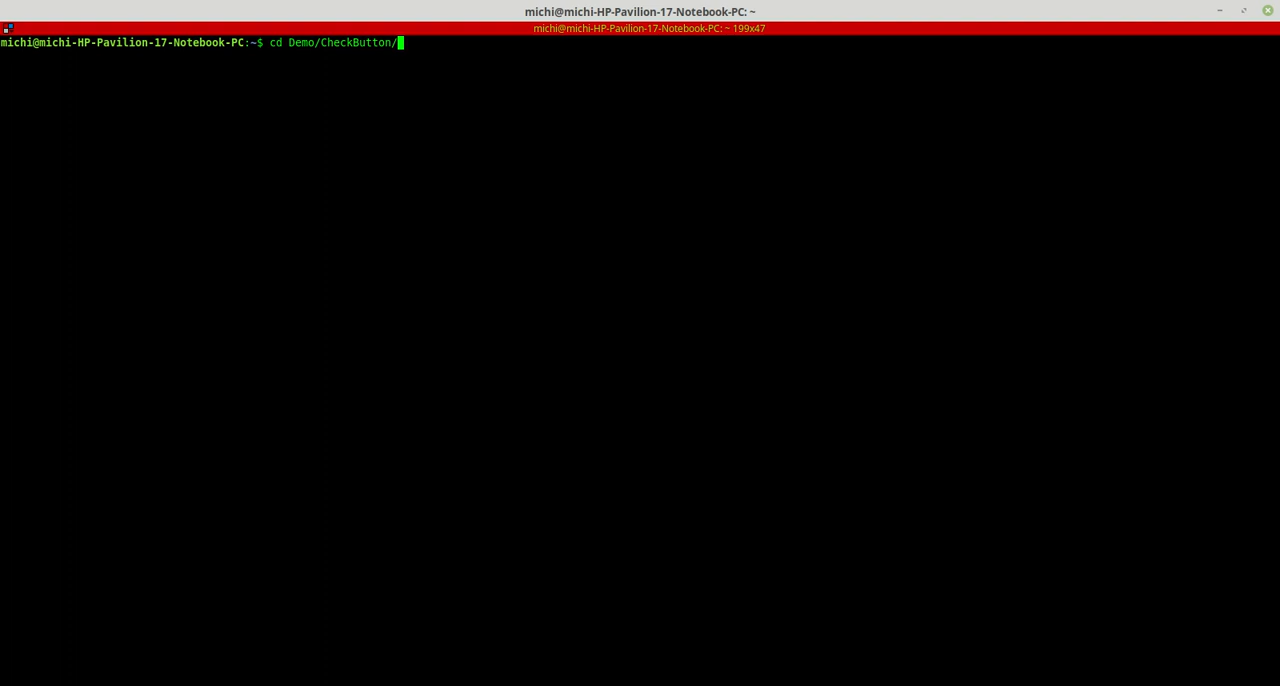 michi@michi-HP-Pavilion-17-Notebook-PC: ~
michi@michi-HP-Pavilion-17-Notebook-PC: ~ 199x47
michi@michi-HP-Pavilion-17-Notebook-PC:~$ cd Demo/CheckButton/